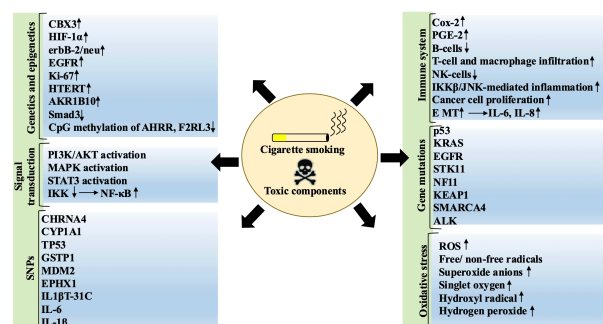 Genetics and epigenetics
CBX3↑
HIF-1α↑
erbB-2/neu↑
EGFR↑
Ki-67↑
HTERT↑
AKR1B10↑
Smad3↓
CpG methylation of AHRR, F2RL3↓
Signal
transduction
PI3K/AKT activation
MAPK activation
STAT3 activation
IKK ↓ → NF-κB ↑
SNPs
CHRNA4
CYP1A1
TP53
GSTP1
MDM2
EPHX1
IL1βT-31C
IL-6
IL-1β
Cigarette smoking
Toxic components
Immune system
Cox-2↑
PGE-2↑
B-cells↓
T-cell and macrophage infiltration↑
NK-cells↓
IKKβ/JNK-mediated inflammation↑
Cancer cell proliferation ↑
E MT↑ → IL-6, IL-8↑
Gene mutations
p53
KRAS
EGFR
STK11
NF11
KEAP1
SMARCA4
ALK
Oxidative stress
ROS ↑
Free/ non-free radicals
Superoxide anions ↑
Singlet oxygen ↑
Hydroxyl radical ↑
Hydrogen peroxide ↑